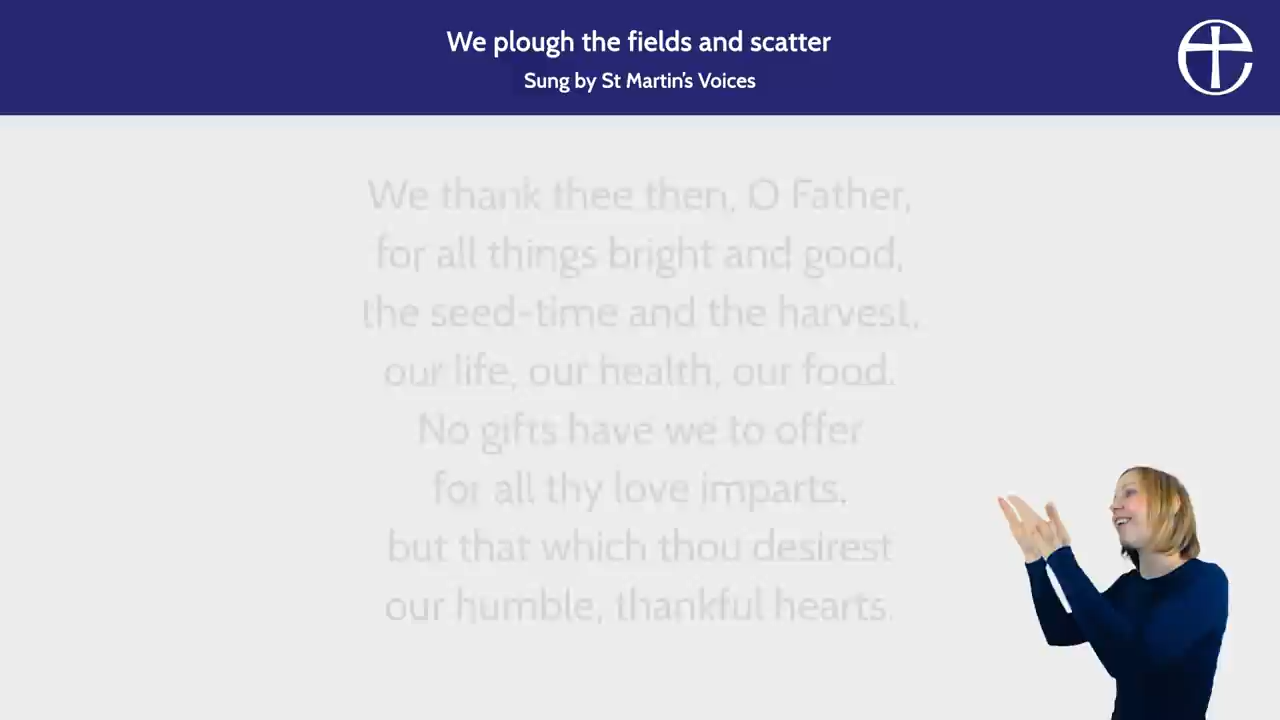 We plough the fields and scatter
Sung by St Martin's Voices
We thank thee then, O Father,
for all things bright and good,
the seed-time and the harvest,
our life, our health, our food.
No gifts have we to offer
for all thy love imparts,
but that which thou desirest
our humble, thankful hearts.